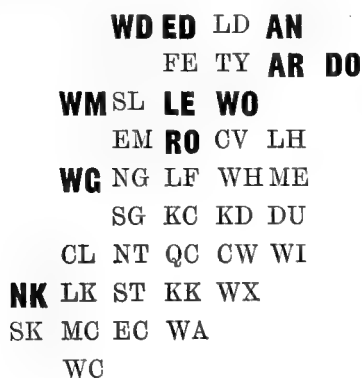 WD ED LD AN
FE TY AR DO
WM SL LE WO
EM RO CV LH
WG NG LF WH ME
SG KC KD DU
CL NT QC CW WI
NK LK ST KK WX
SK MC EC WA
WC